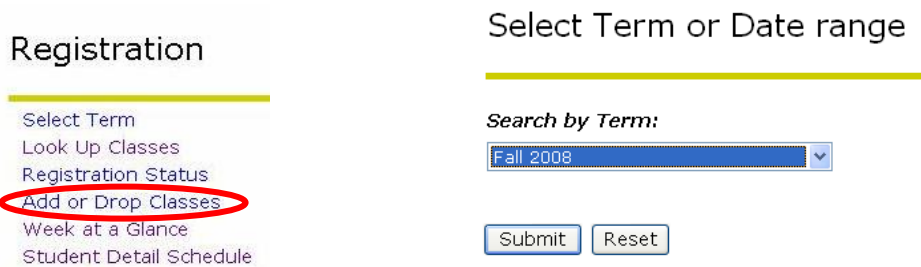 Registration
Select Term
Look Up Classes
Registration Status
Add or Drop Classes
Week at a Glance
Student Detail Schedule
Select Term or Date range
Search by Term:
Fall 2008
Submit Reset